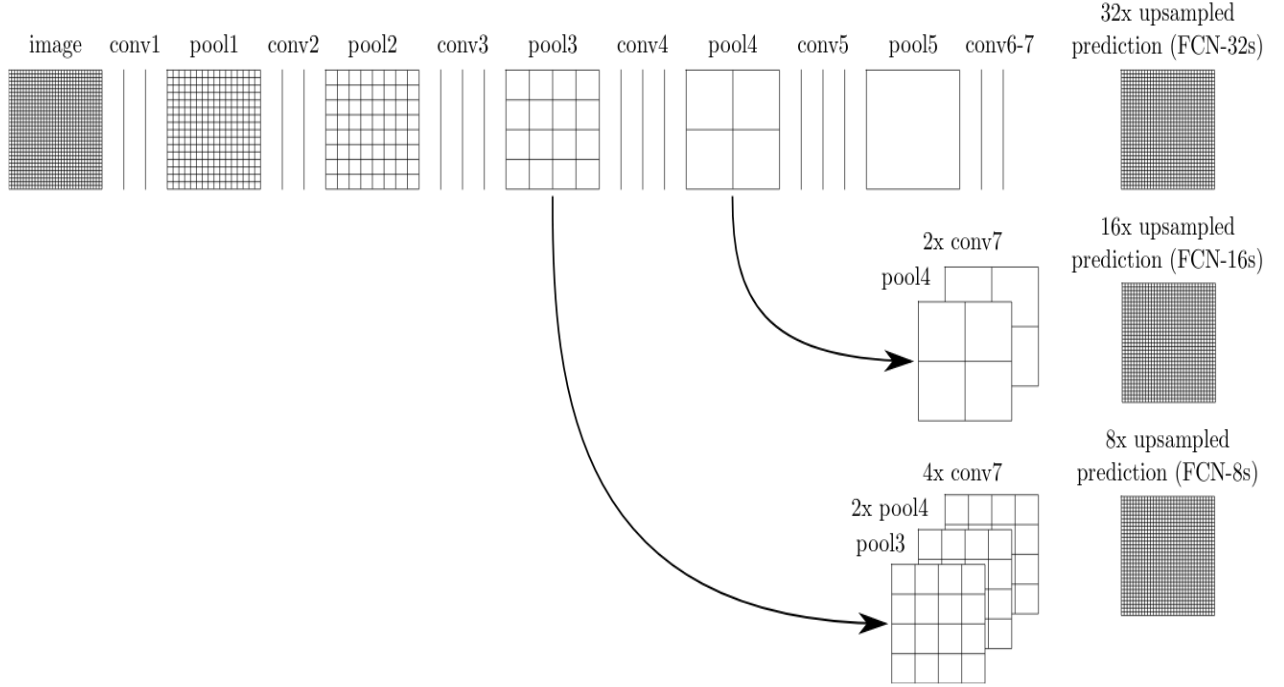 image conv1 pool1 conv2 pool2 conv3 pool3 conv4 pool4 conv5 pool5 conv6-7
32x upsampled
prediction (FCN-32s)
16x upsampled
prediction (FCN-16s)
2x conv7
pool4
8x upsampled
prediction (FCN-8s)
4x conv7
2x pool4
pool3